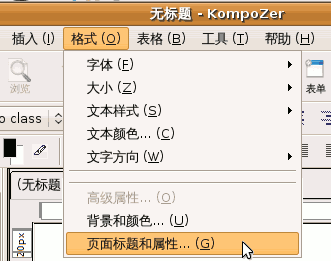 无标题 - KompoZer
插入 (I) 格式 (O) 表格 (B) 工具 (T) 帮助 (H)
浏览
表单
字体 (F)
大小 (Z)
文本样式 (S)
文本颜色... (C)
文字方向 (W)
o class
(无标题
高级属性... (O)
背景和颜色... (U)
页面标题和属性... (G)
20px